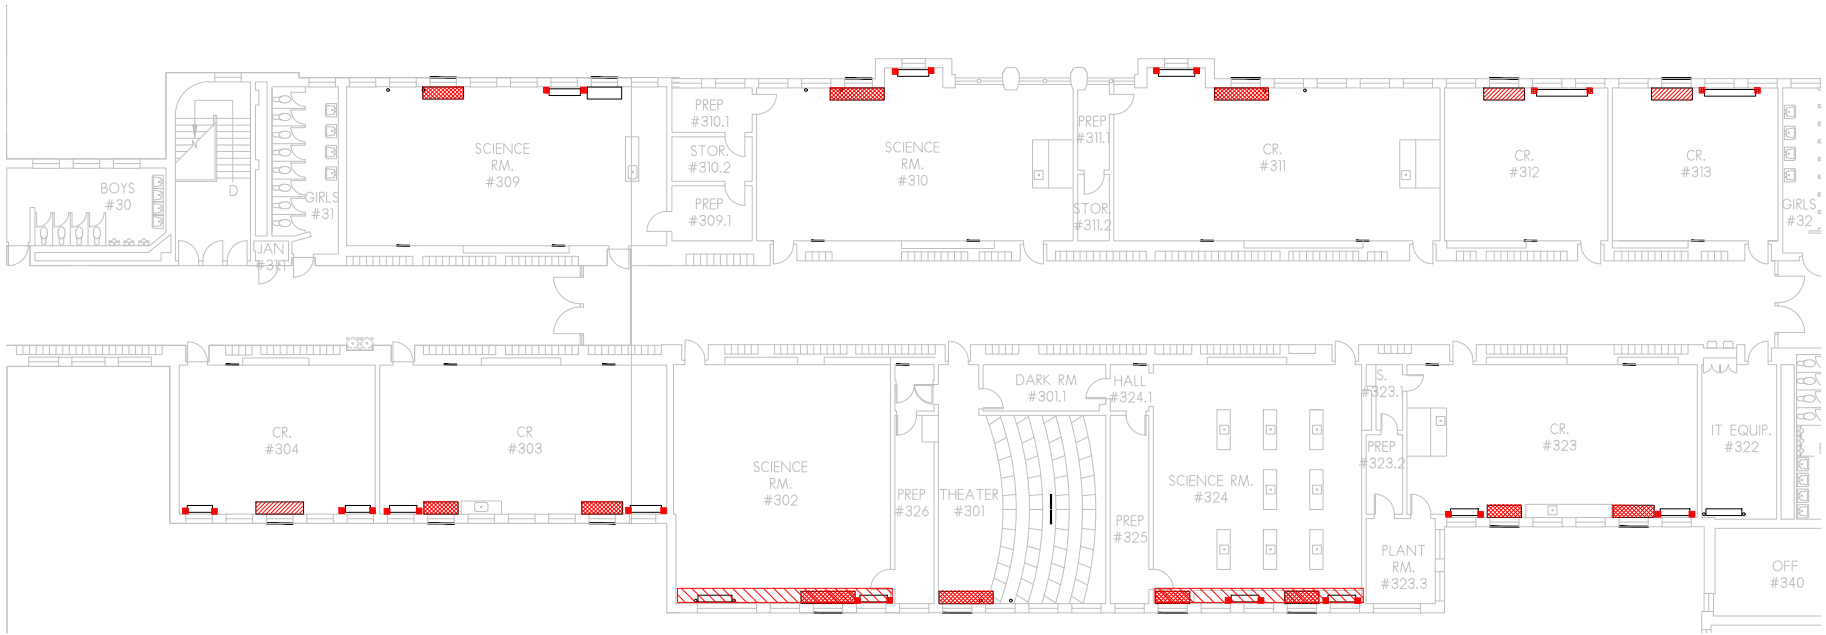 BOYS
#30
N
D
GIRLS
#31
JAN
SCIENCE
RM.
#309
PREP
#310.1
STOR.
#310.2
PREP
#309.1
SCIENCE
RM.
#310
PREP
#311.1
STOR.
#311.2
CR.
#311
CR.
#312
CR.
#313
GIRLS
#32
CR.
#304
CR
#303
SCIENCE
RM.
#302
PREP
#326
THEATER
#301
DARK RM
#301.1
HALL
#324.1
PREP
#325
SCIENCE RM.
#324
S.
#323.1
PREP
#323.2
PLANT
RM.
#323.3
CR.
#323
IT EQUIP.
#322
OFF
#340